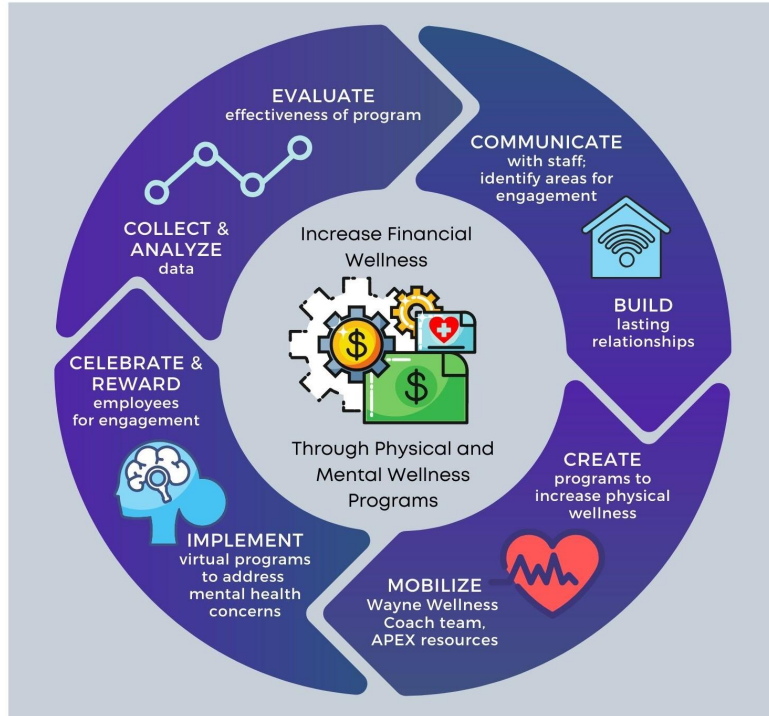 EVALUATE
effectiveness of program
COMMUNICATE
with staff;
identify areas for
engagement
BUILD
lasting
relationships
CREATE
programs to
increase physical
wellness
MOBILIZE
Wayne Wellness
Coach team,
APEX resources
IMPLEMENT
virtual programs
to address
mental health
concerns
CELEBRATE &
REWARD
employees
for engagement
COLLECT &
ANALYZE
data
Increase Financial
Wellness
$
$
Through Physical and
Mental Wellness
Programs